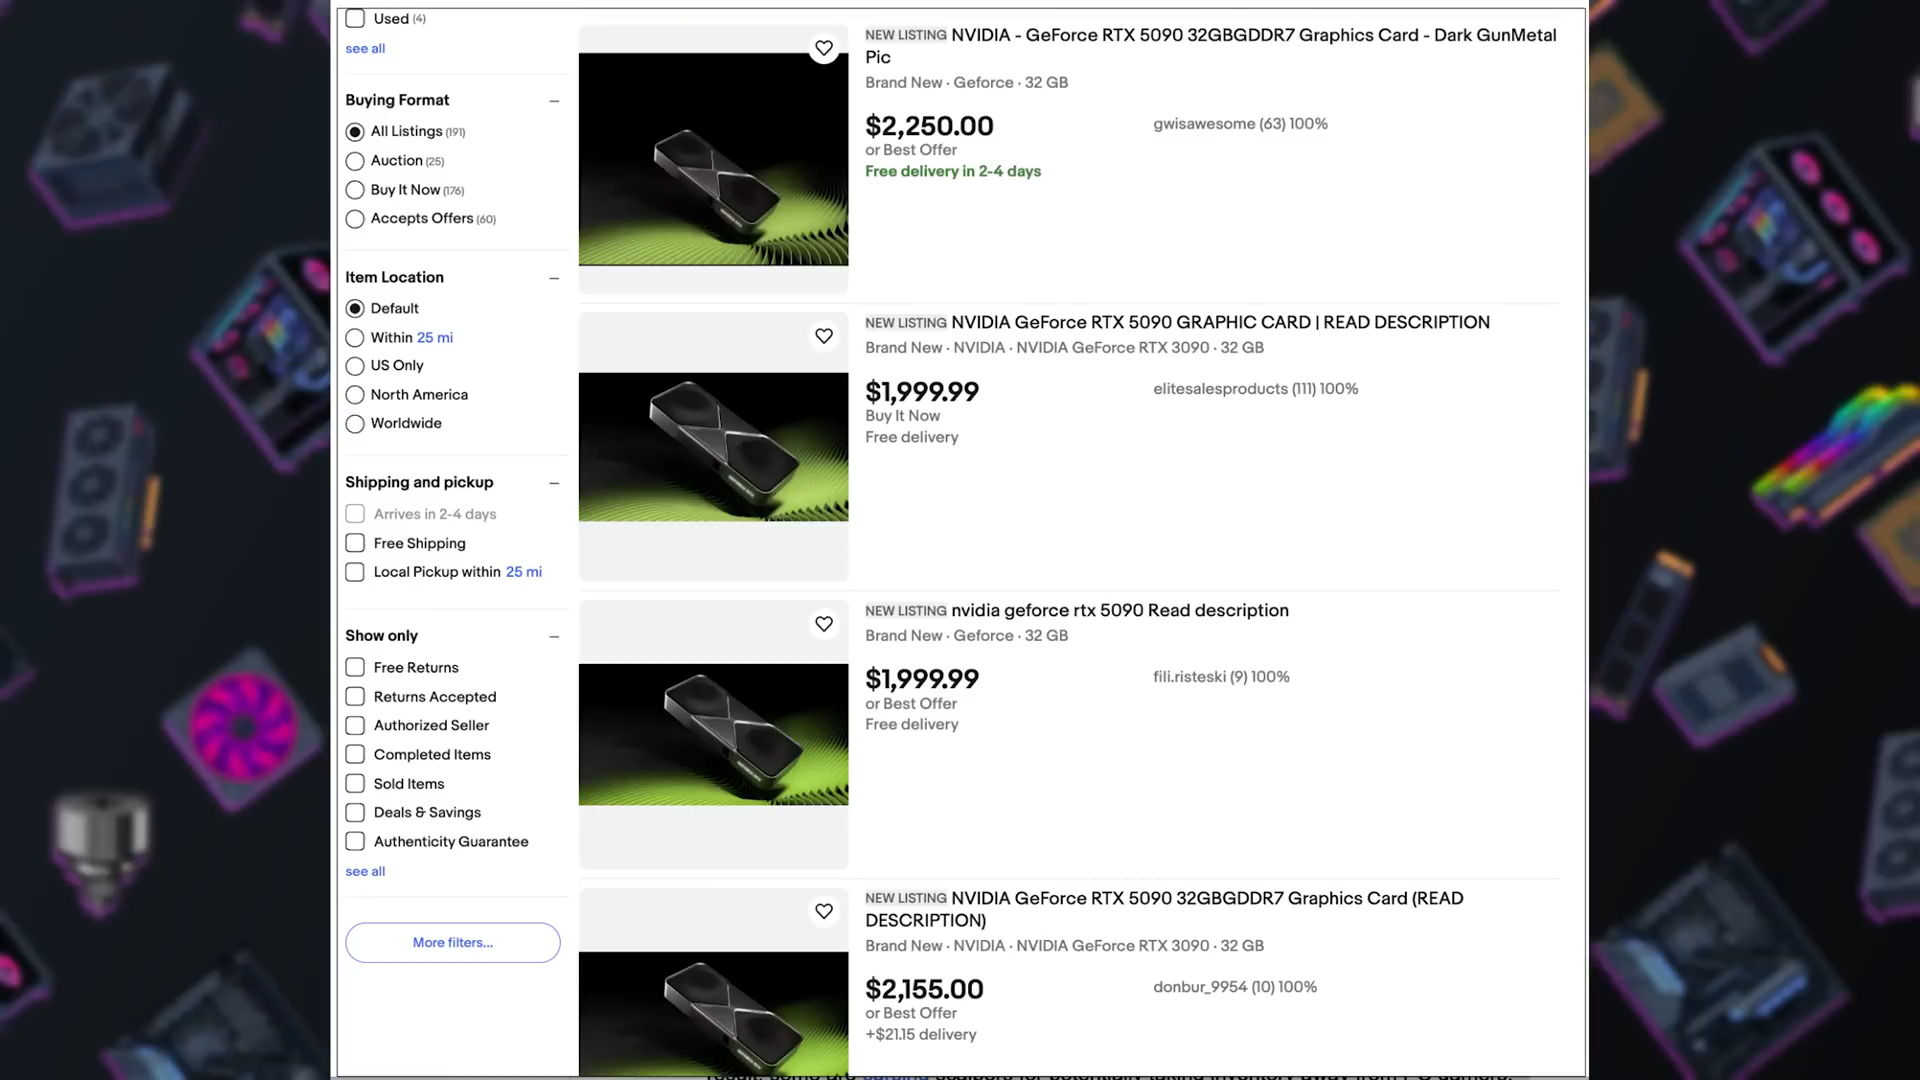 Used (4)
see all
Buying Format
All Listings (191)
Auction (25)
Buy It Now (176)
Accepts Offers (60)
Item Location
Default
Within 25 mi
US Only
North America
Worldwide
Shipping and pickup
Arrives in 2-4 days
Free Shipping
Local Pickup within 25 mi
Show only
Free Returns
Returns Accepted
Authorized Seller
Completed Items
Sold Items
Deals & Savings
Authenticity Guarantee
see all
More filters...
NEW LISTING NVIDIA - GeForce RTX 5090 32GBGDDR7 Graphics Card - Dark GunMetal
Pic
Brand New · Geforce · 32 GB
$2,250.00
gwisawesome (63) 100%
or Best Offer
Free delivery in 2-4 days
NEW LISTING NVIDIA GeForce RTX 5090 GRAPHIC CARD | READ DESCRIPTION
Brand New · NVIDIA · NVIDIA GeForce RTX 3090 · 32 GB
$1,999.99
elitesalesproducts (111) 100%
Buy It Now
Free delivery
NEW LISTING nvidia geforce rtx 5090 Read description
Brand New · Geforce · 32 GB
$1,999.99
fili.risteski (9) 100%
or Best Offer
Free delivery
NEW LISTING NVIDIA GeForce RTX 5090 32GBGDDR7 Graphics Card (READ
DESCRIPTION)
Brand New · NVIDIA · NVIDIA GeForce RTX 3090 · 32 GB
$2,155.00
donbur_9954 (10) 100%
or Best Offer
+$21.15 delivery